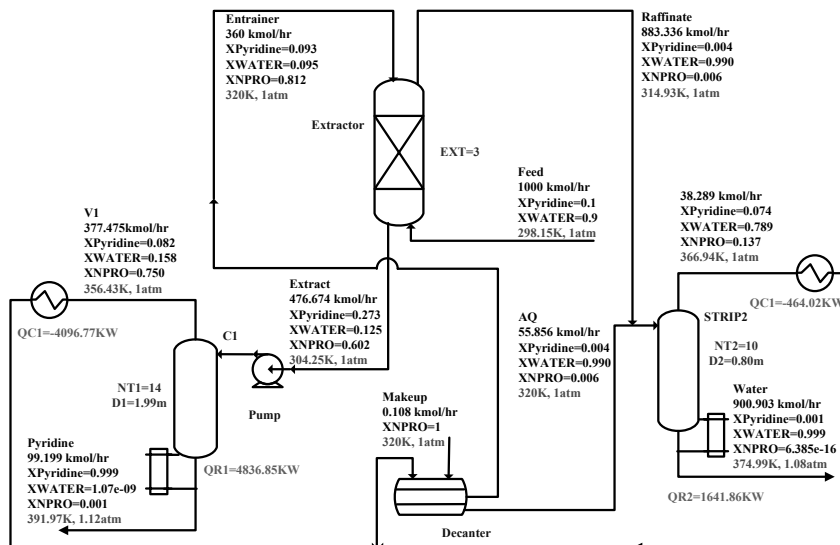 Entrainer
360 kmol/hr
XPyridine=0.093
XWATER=0.095
XNPRO=0.812
320K, 1atm
Raffinate
883.336 kmol/hr
XPyridine=0.004
XWATER=0.990
XNPRO=0.006
314.93K, 1atm
Extractor
EXT=3
Feed
1000 kmol/hr
XPyridine=0.1
XWATER=0.9
298.15K, 1atm
V1
377.475kmol/hr
XPyridine=0.082
XWATER=0.158
XNPRO=0.750
356.43K, 1atm
38.289 kmol/hr
XPyridine=0.074
XWATER=0.789
XNPRO=0.137
366.94K, 1atm
QC1=-4096.77KW
C1
Extract
476.674 kmol/hr
XPyridine=0.273
XWATER=0.125
XNPRO=0.602
304.25K, 1atm
AQ
55.856 kmol/hr
XPyridine=0.004
XWATER=0.990
XNPRO=0.006
320K, 1atm
QC1=-464.02KW
STRIP2
NT2=10
D2=0.80m
NT1=14
D1=1.99m
Pump
Makeup
0.108 kmol/hr
XNPRO=1
320K, 1atm
Water
900.903 kmol/hr
XPyridine=0.001
XWATER=0.999
XNPRO=6.385e-16
374.99K, 1.08atm
Pyridine
99.199 kmol/hr
XPyridine=0.999
XWATER=1.07e-09
XNPRO=0.001
391.97K, 1.12atm
QR1=4836.85KW
QR2=1641.86KW
Decanter